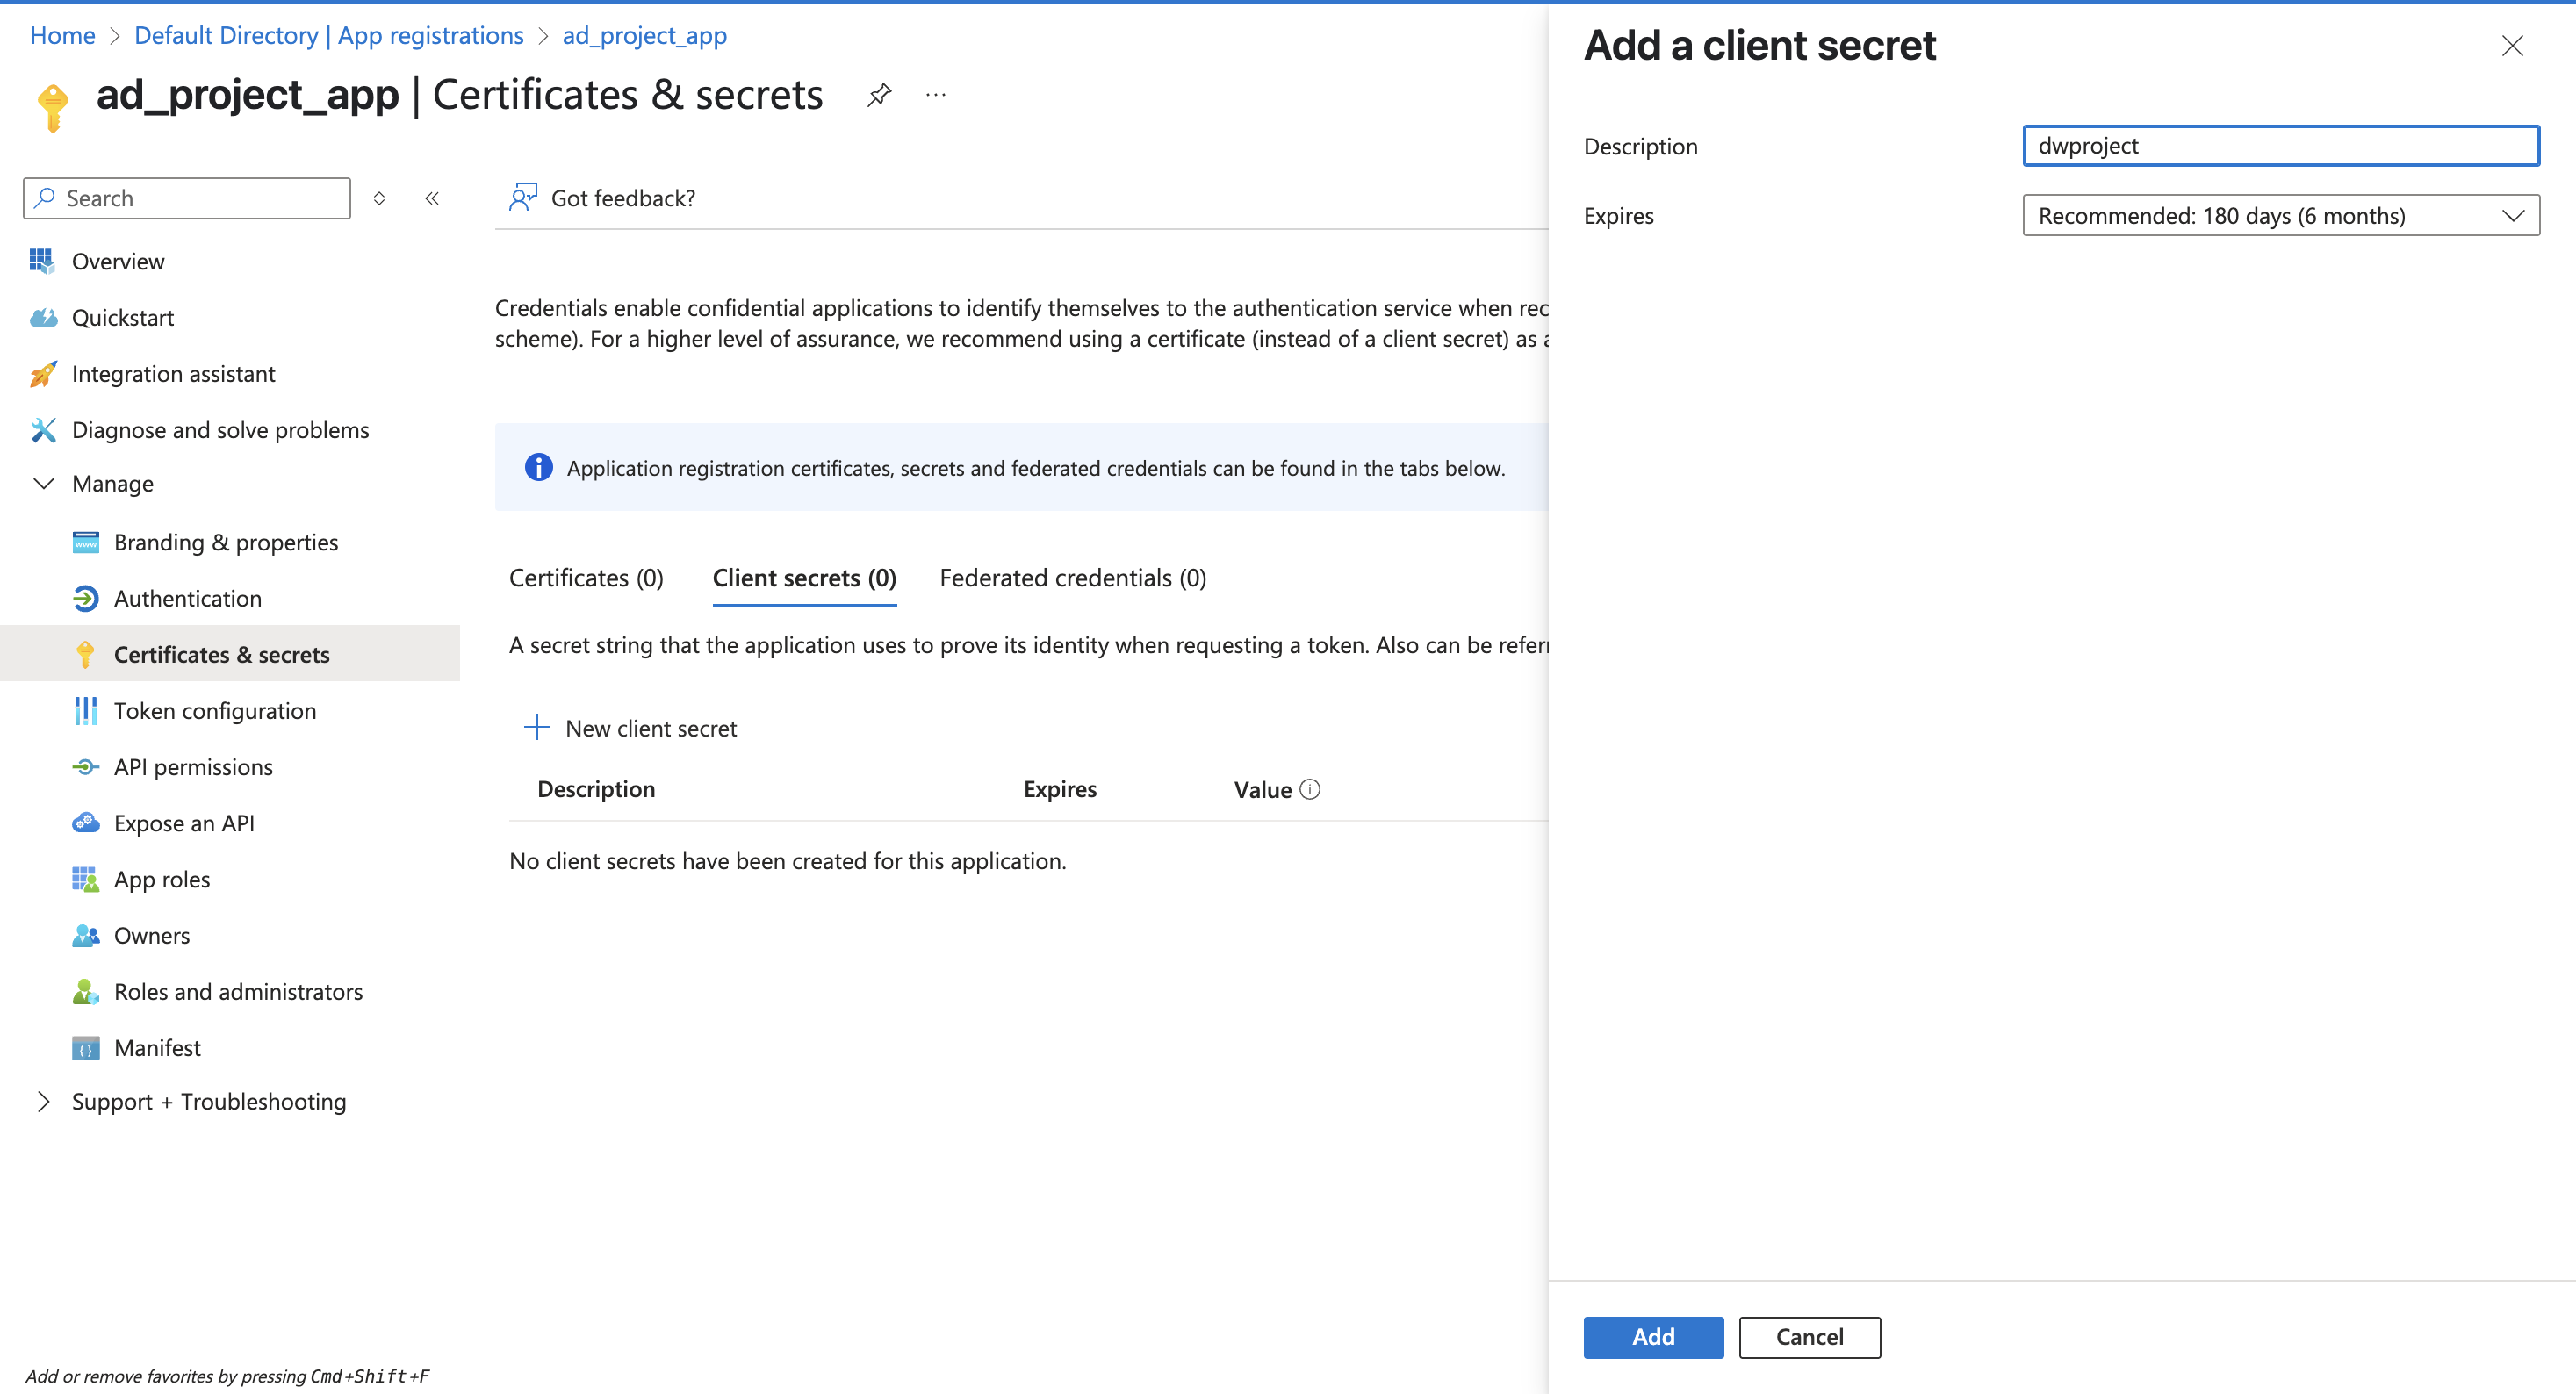 Home > Default Directory | App registrations > ad_project_app
ad_project_app | Certificates & secrets
Search
Overview
Quickstart
Integration assistant
Diagnose and solve problems
Manage
Branding & properties
Authentication
Certificates & secrets
Token configuration
API permissions
Expose an API
App roles
Owners
Roles and administrators
Manifest
Support + Troubleshooting
Add or remove favorites by pressing Cmd+Shift+F
Got feedback?
Credentials enable confidential applications to identify themselves to the authentication service when rec
scheme). For a higher level of assurance, we recommend using a certificate (instead of a client secret) as a
Application registration certificates, secrets and federated credentials can be found in the tabs below.
Certificates (0) Client secrets (0) Federated credentials (0)
A secret string that the application uses to prove its identity when requesting a token. Also can be referr
New client secret
Description Expires Value
No client secrets have been created for this application.
Add a client secret
Description dwproject
Expires Recommended: 180 days (6 months)
Add Cancel